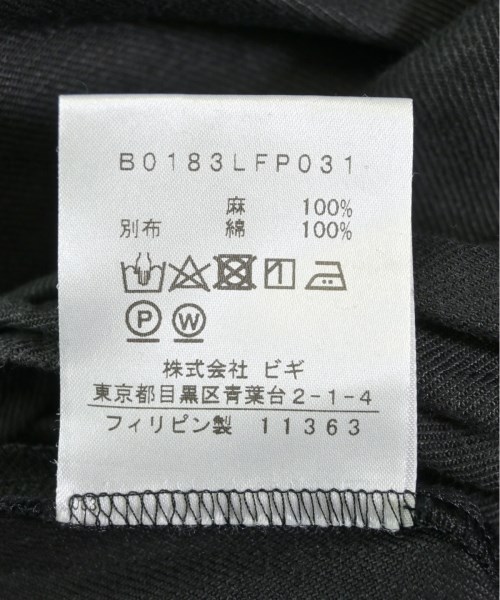 B0183LFP031
麻 100%
別布 綿 100%
P W
株式会社 ビギ
東京都目黒区青葉台2-1-4
フィリピン製 11363